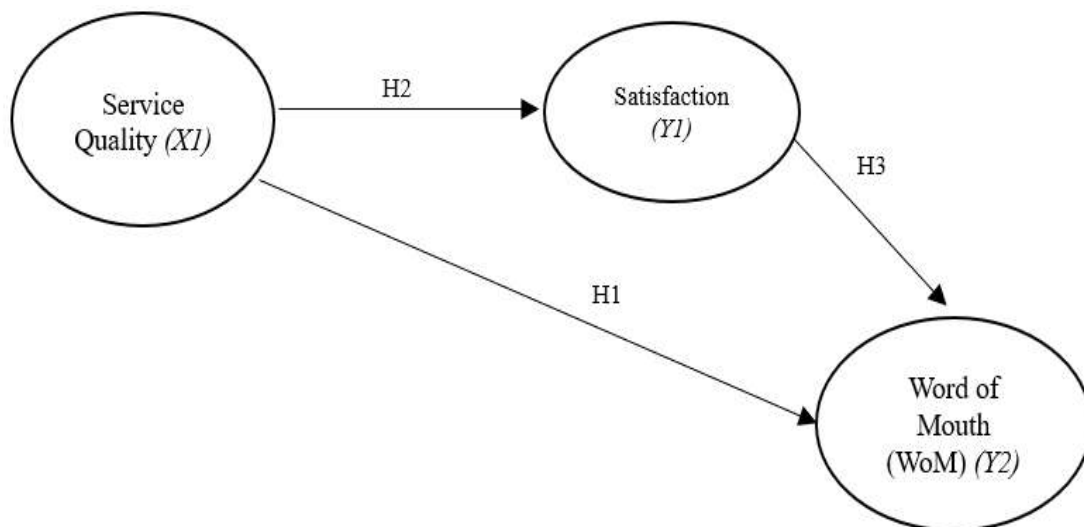 Service
Quality (X1)
H2
Satisfaction
(Y1)
H3
H1
Word of
Mouth
(WoM) (Y2)